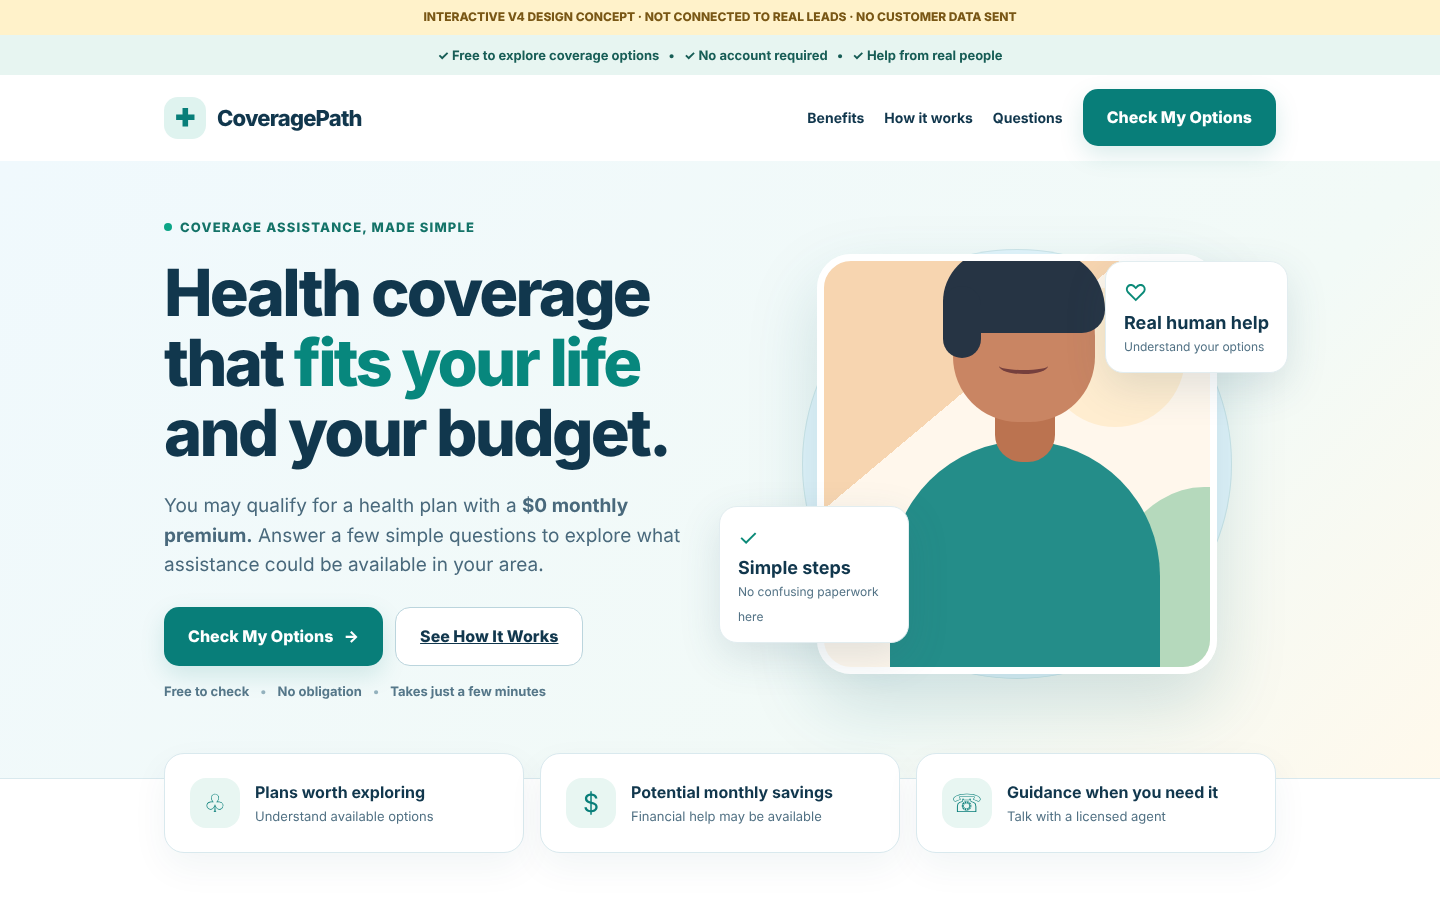 INTERACTIVE V4 DESIGN CONCEPT · NOT CONNECTED TO REAL LEADS · NO CUSTOMER DATA SENT
✓ Free to explore coverage options • ✓ No account required • ✓ Help from real people
CoveragePath
Benefits
How it works
Questions
Check My Options
COVERAGE ASSISTANCE, MADE SIMPLE
Health coverage
that fits your life
and your budget.
You may qualify for a health plan with a $0 monthly
premium. Answer a few simple questions to explore what
assistance could be available in your area.
Check My Options →
See How It Works
Free to check • No obligation • Takes just a few minutes
Real human help
Understand your options
Simple steps
No confusing paperwork
here
Plans worth exploring
Understand available options
Potential monthly savings
Financial help may be available
Guidance when you need it
Talk with a licensed agent